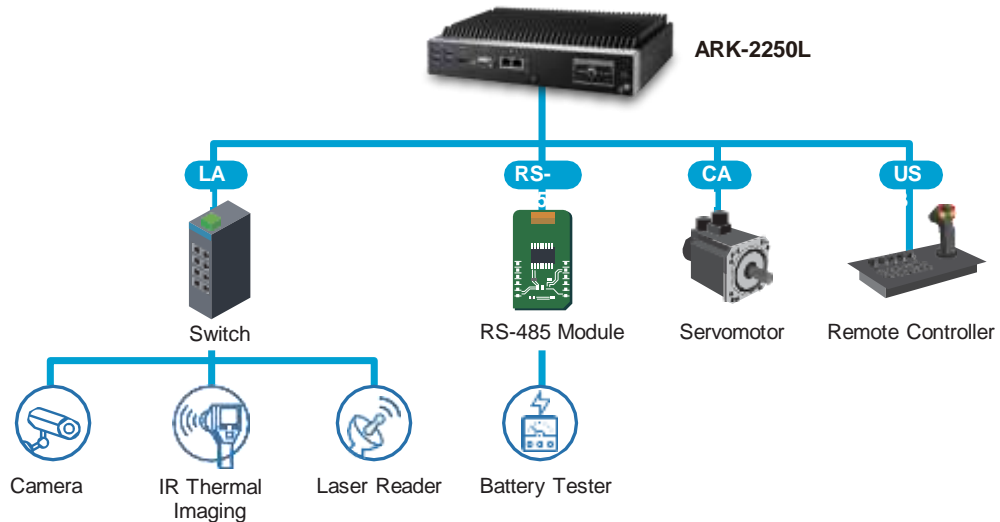 ARK-2250L
LA
RS-
CA
US
Switch
RS-485 Module
Servomotor
Remote Controller
Camera
IR Thermal
Imaging
Laser Reader
Battery Tester